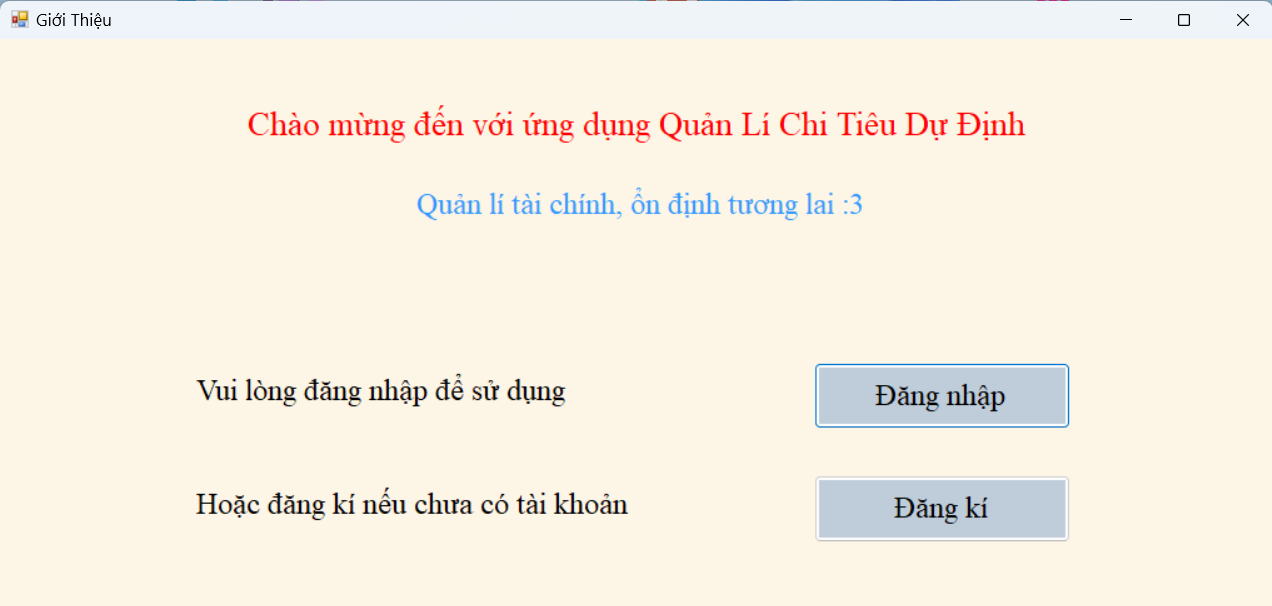 Giới Thiệu
Chào mừng đến với ứng dụng Quản Lí Chi Tiêu Dự Định
Quản lí tài chính, ổn định tương lai :3
Vui lòng đăng nhập để sử dụng
Đăng nhập
Hoặc đăng kí nếu chưa có tài khoản
Đăng kí